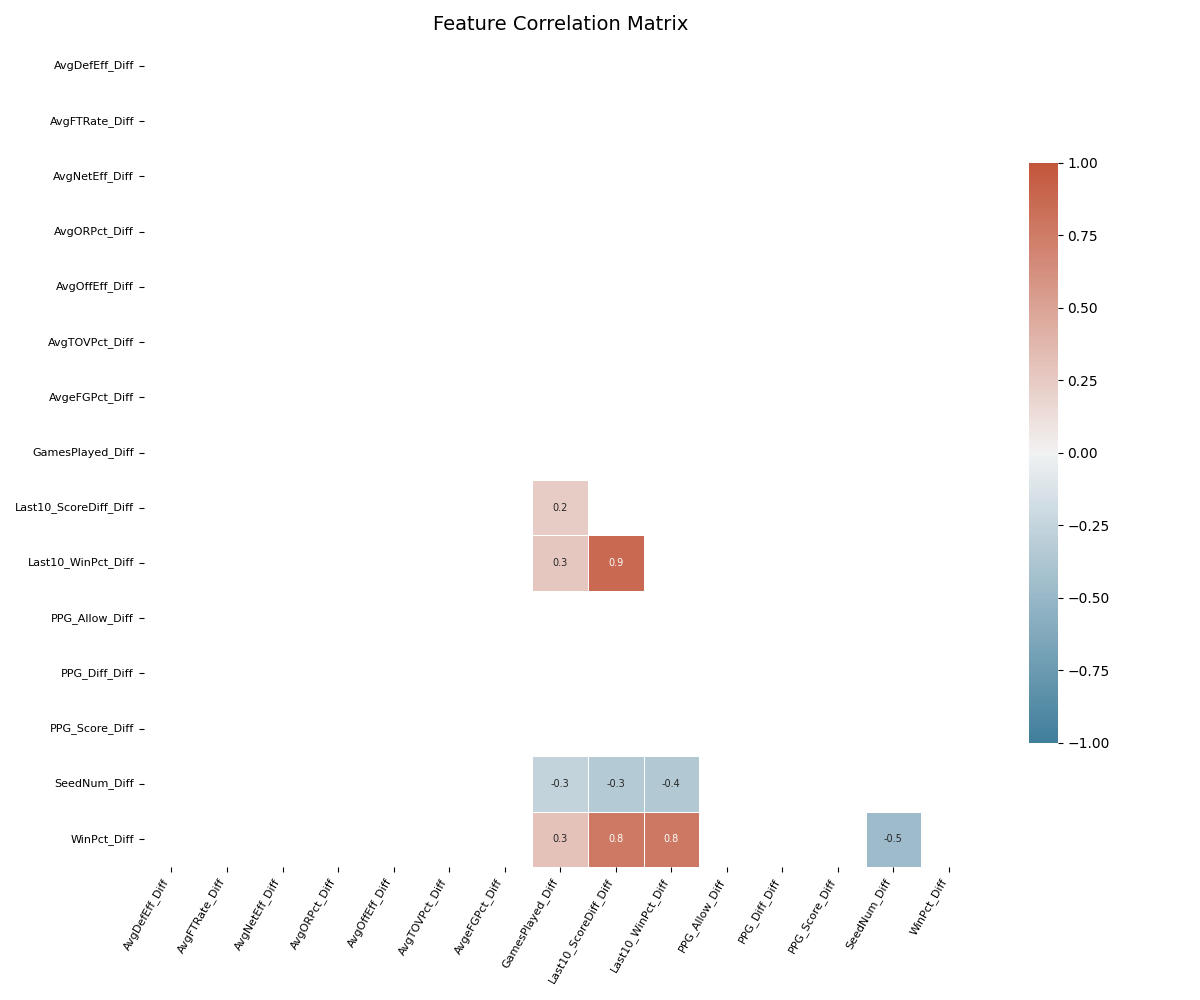 Feature Correlation Matrix
AvgDefEff_Diff
AvgFTRate_Diff
AvgNetEff_Diff
AvgORPct_Diff
AvgOffEff_Diff
AvgTOVPct_Diff
AvgeFGPct_Diff
GamesPlayed_Diff
Last10_ScoreDiff_Diff
0.2
Last10_WinPct_Diff
0.3 0.9
PPG_Allow_Diff
PPG_Diff_Diff
PPG_Score_Diff
SeedNum_Diff
-0.3 -0.3 -0.4
WinPct_Diff
0.3 0.8 0.8 -0.5
AvgDefEff_Diff
AvgFTRate_Diff
AvgNetEff_Diff
AvgORPct_Diff
AvgOffEff_Diff
AvgTOVPct_Diff
AvgeFGPct_Diff
GamesPlayed_Diff
Last10_ScoreDiff_Diff
Last10_WinPct_Diff
PPG_Allow_Diff
PPG_Diff_Diff
PPG_Score_Diff
SeedNum_Diff
WinPct_Diff
1.00
0.75
0.50
0.25
0.00
−0.25
−0.50
−0.75
−1.00